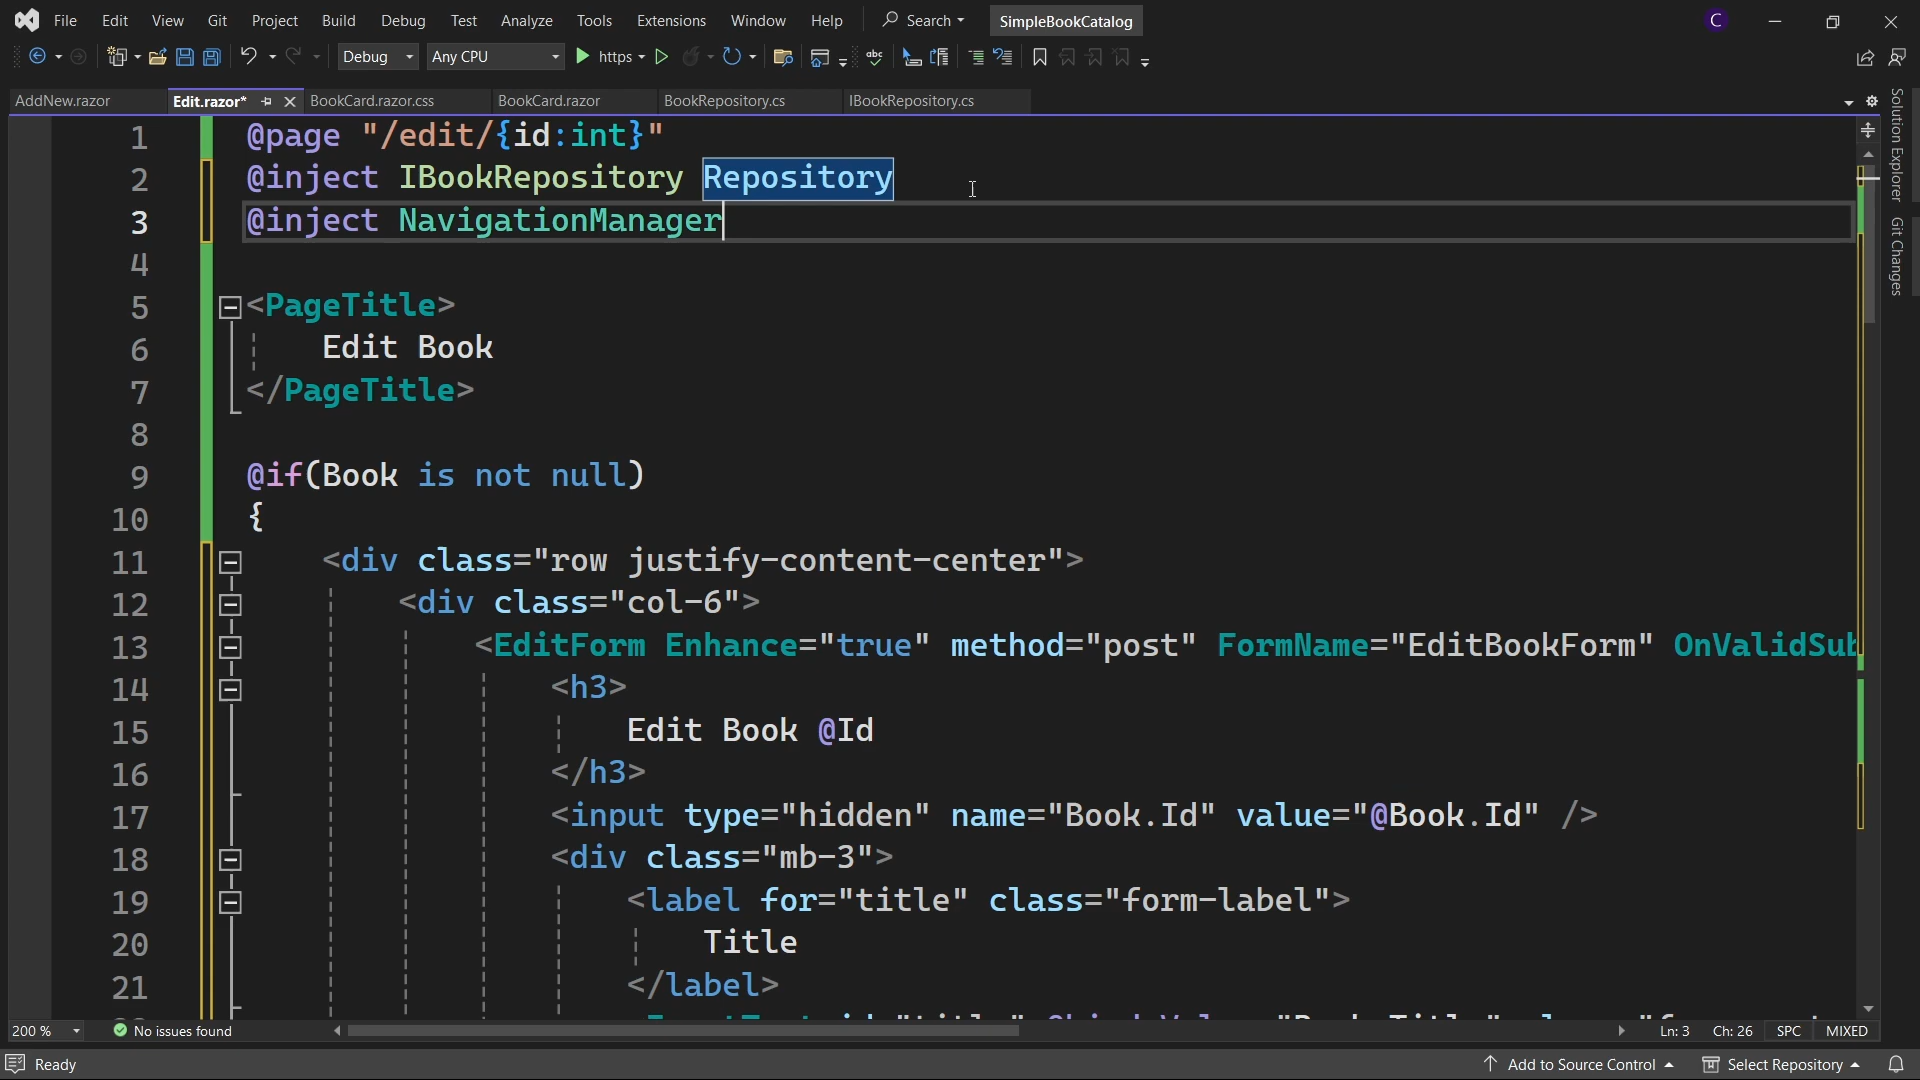 File Edit View Git Project Build Debug Test Analyze Tools Extensions Window Help Search SimpleBookCatalog C
Debug Any CPU https abc
AddNew.razor Edit.razor* BookCard.razor.css BookCard.razor BookRepository.cs IBookRepository.cs
Solution Explorer
Git Changes
1 @page "/edit/{id:int}"
2 @inject IBookRepository Repository
3 @inject NavigationManager
4
5 <PageTitle>
6 Edit Book
7 </PageTitle>
8
9 @if(Book is not null)
10 {
11 <div class="row justify-content-center">
12 <div class="col-6">
13 <EditForm Enhance="true" method="post" FormName="EditBookForm" OnValidSub
14 <h3>
15 Edit Book @Id
16 </h3>
17 <input type="hidden" name="Book.Id" value="@Book.Id" />
18 <div class="mb-3">
19 <label for="title" class="form-label">
20 Title
21 </label>
200 % No issues found Ln: 3 Ch: 26 SPC MIXED
Ready Add to Source Control Select Repository